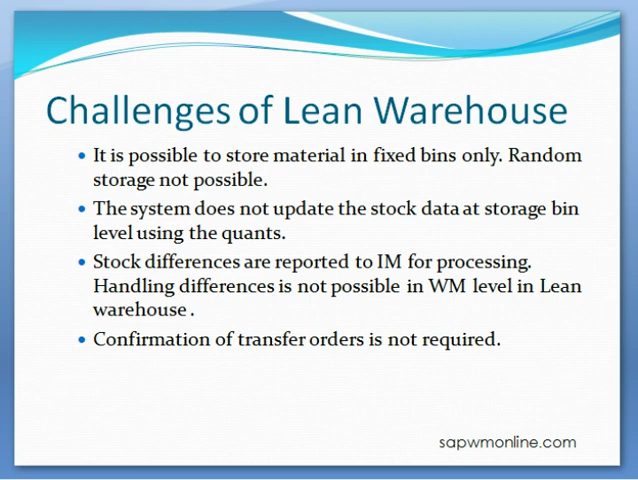 Challenges of Lean Warehouse
• It is possible to store material in fixed bins only. Random
storage not possible.
• The system does not update the stock data at storage bin
level using the quants.
• Stock differences are reported to IM for processing.
Handling differences is not possible in WM level in Lean
warehouse .
• Confirmation of transfer orders is not required.
sapwmonline.com